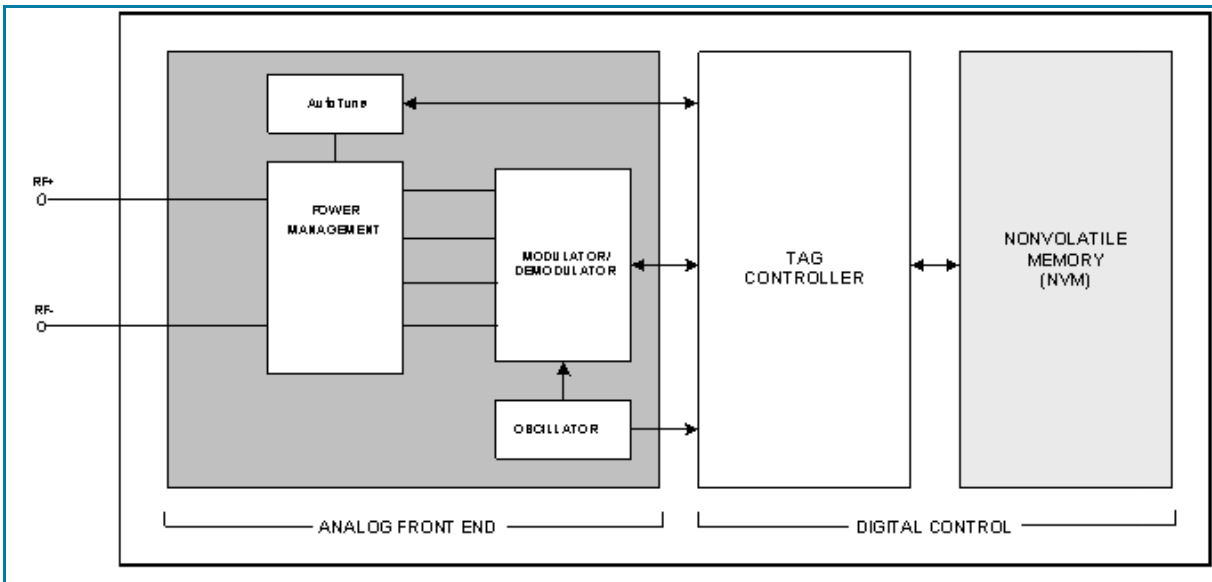 AutoTune
RF+
POWER
MANAGEMENT
MODULATOR/
DEMODULATOR
TAG
CONTROLLER
NONVOLATILE
MEMORY
(NVM)
RF-
OSCILLATOR
ANALOG FRONT END
DIGITAL CONTROL